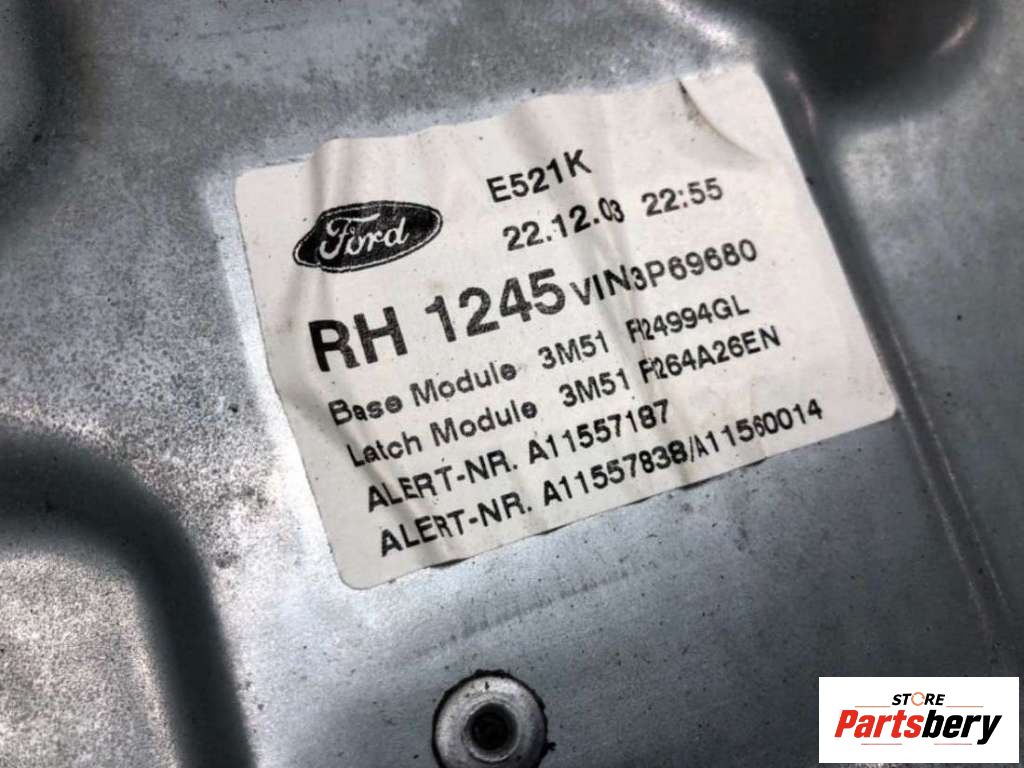 Ford
E521K
22.12.03 22:55
RH 1245 VIN3P69680
Base Module 3M51 R24994GL
Latch Module 3M51 R264A26EN
ALERT-NR. A11557187
ALERT-NR. A11557838/A11560014
STORE
Partsbery